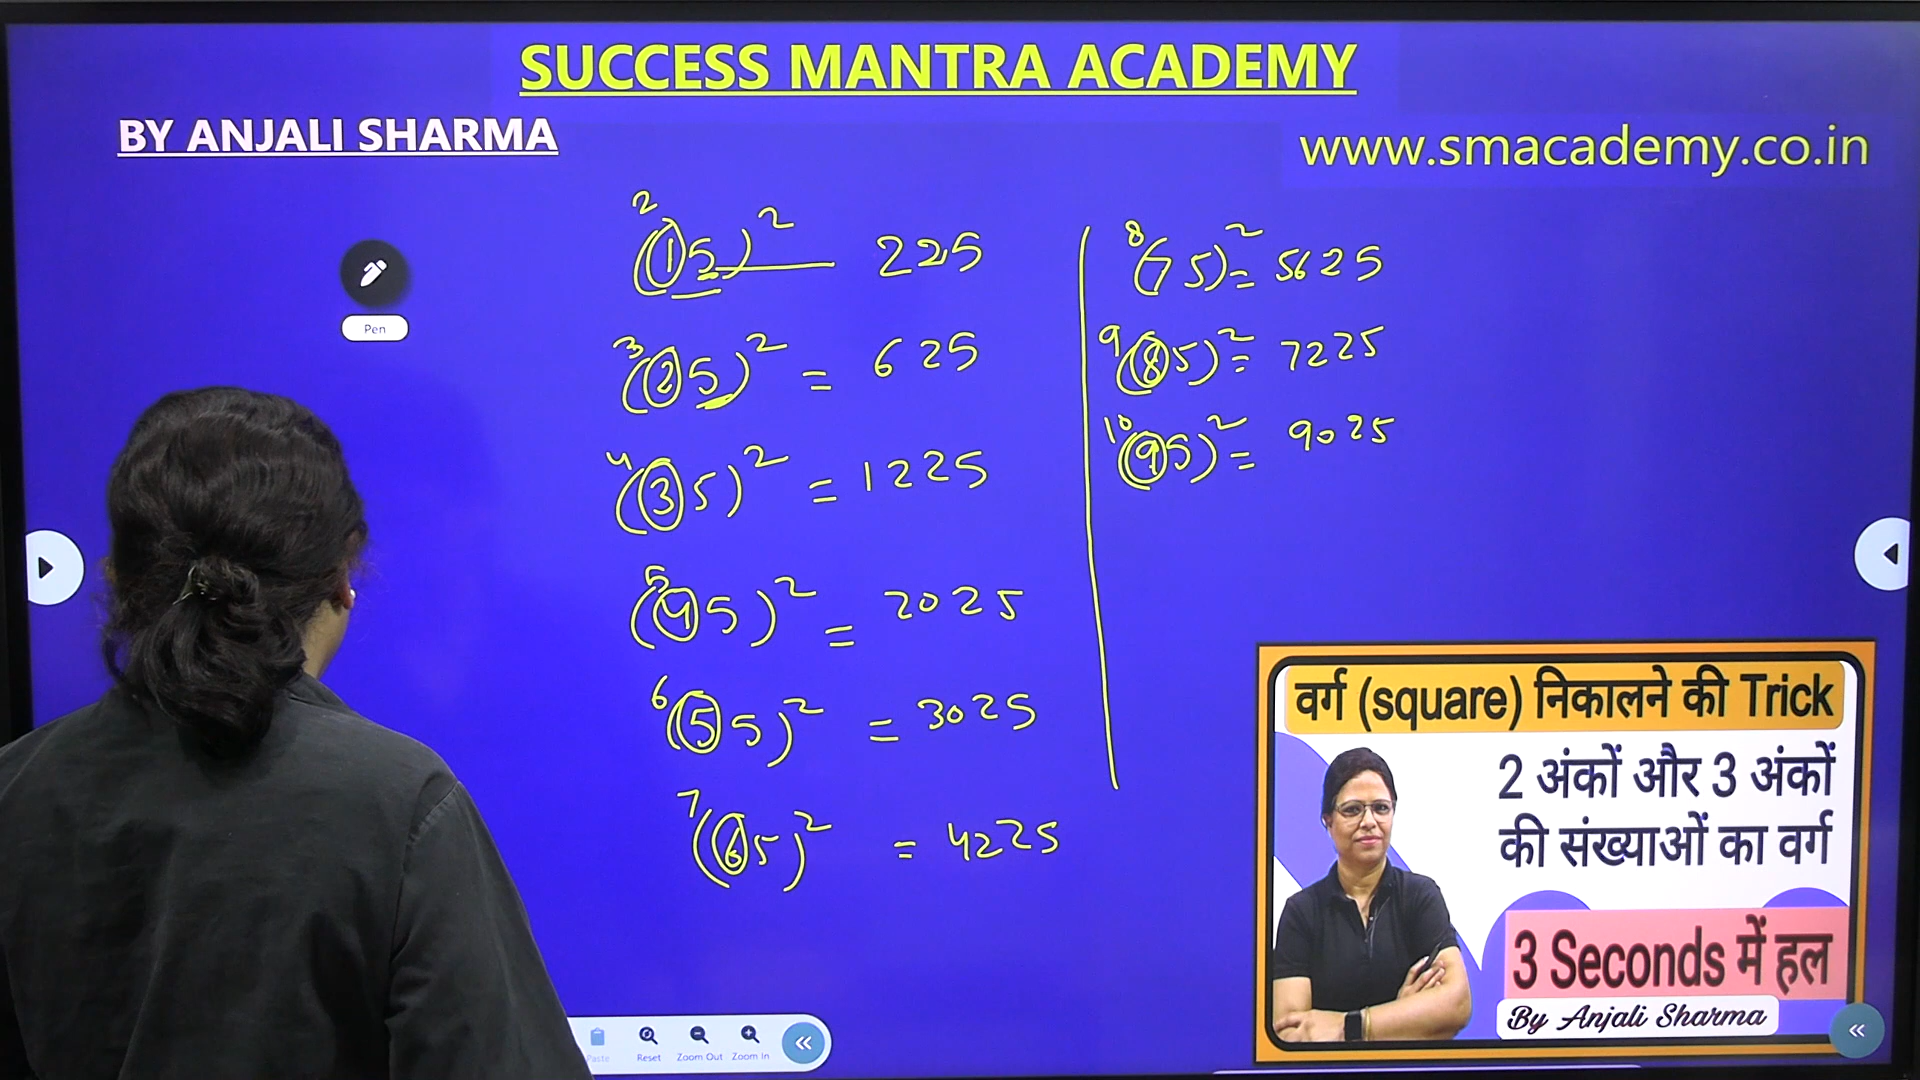 SUCCESS MANTRA ACADEMY
BY ANJALI SHARMA
www.smacademy.co.in
Pen
2
(15)² 225
3
(25)² = 625
4
(35)² = 1225
5
(45)² = 2025
6
(55)² = 3025
7
(65)² = 4225
8
(75)² = 5625
9
(85)² = 7225
10
(95)² = 9025
वर्ग (square) निकालने की Trick
2 अंकों और 3 अंकों
की संख्याओं का वर्ग
3 Seconds में हल
By Anjali Sharma
Paste Reset Zoom Out Zoom In